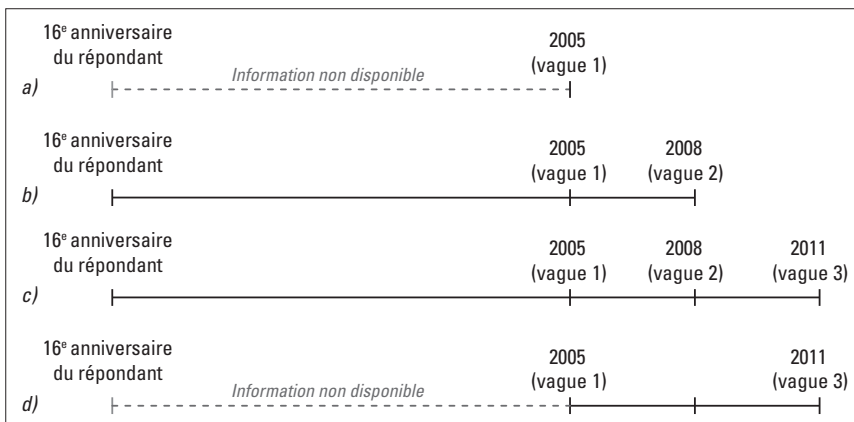 16e anniversaire
du répondant
2005
(vague 1)
Information non disponible
a)
16e anniversaire
du répondant
2005 2008
(vague 1) (vague 2)
b)
16e anniversaire
du répondant
2005 2008 2011
(vague 1) (vague 2) (vague 3)
c)
16e anniversaire
du répondant
2005 2011
(vague 1) (vague 3)
Information non disponible
d)